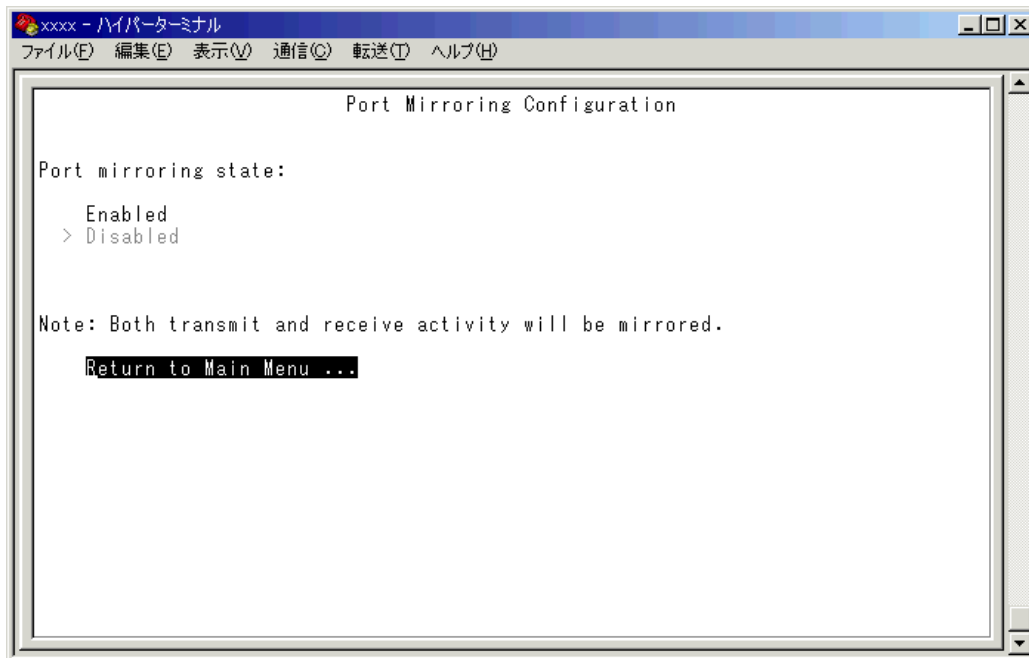 xxxx - ハイパーターミナル
ファイル(F) 編集(E) 表示(V) 通信(C) 転送(T) ヘルプ(H)
Port Mirroring Configuration
Port mirroring state:
Enabled
> Disabled
Note: Both transmit and receive activity will be mirrored.
Return to Main Menu ...